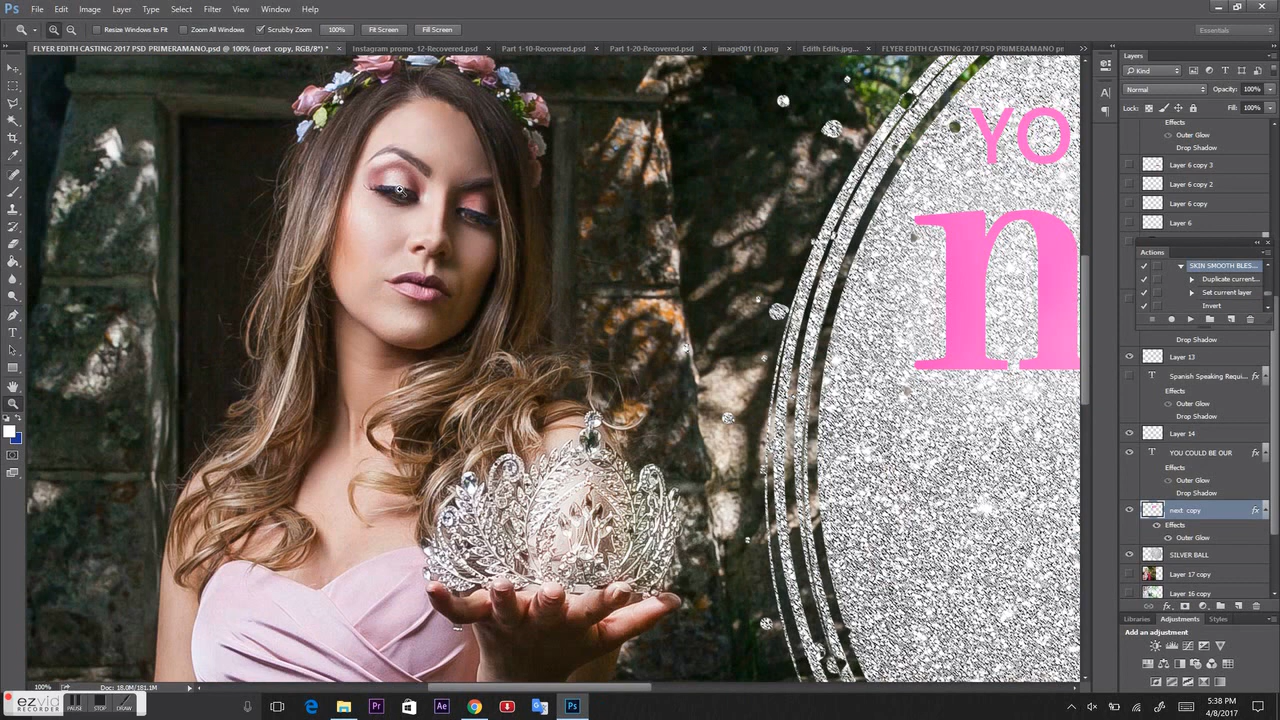 Ps File Edit Image Layer Type Select Filter View Window Help
Resize Windows to Fit Zoom All Windows Scrubby Zoom 100% Fit Screen Fill Screen Essentials
FLYER EDITH CASTING 2017 PSD PRIMERAMANO.psd @ 100% (next copy, RGB/8*) * × Instagram promo_12-Recovered.psd × Part 1-10-Recovered.psd × Part 1-20-Recovered.psd × image001 (1).png × Edith Edits.jpg... × FLYER EDITH CASTING 2017 PSD PRIMERAMANO
YO
n
Layers
Kind
Normal Opacity: 100%
Lock: Fill: 100%
Effects
Outer Glow
Drop Shadow
Layer 6 copy 3
Layer 6 copy 2
Layer 6 copy
Layer 6
Actions
SKIN SMOOTH BLES...
Duplicate current...
Set current layer
Invert
Drop Shadow
Layer 13
T Spanish Speaking Requi... fx
Effects
Outer Glow
Drop Shadow
Layer 14
T YOU COULD BE OUR fx
Effects
Outer Glow
Drop Shadow
next copy fx
Effects
Outer Glow
SILVER BALL
Layer 17 copy
Layer 16 copy
Libraries Adjustments Styles
Add an adjustment
100% Doc: 18.0M/181.1M
ezvid
RECORDER
PAUSE STOP DRAW
Pr Ae Ps
5:38 PM
4/8/2017